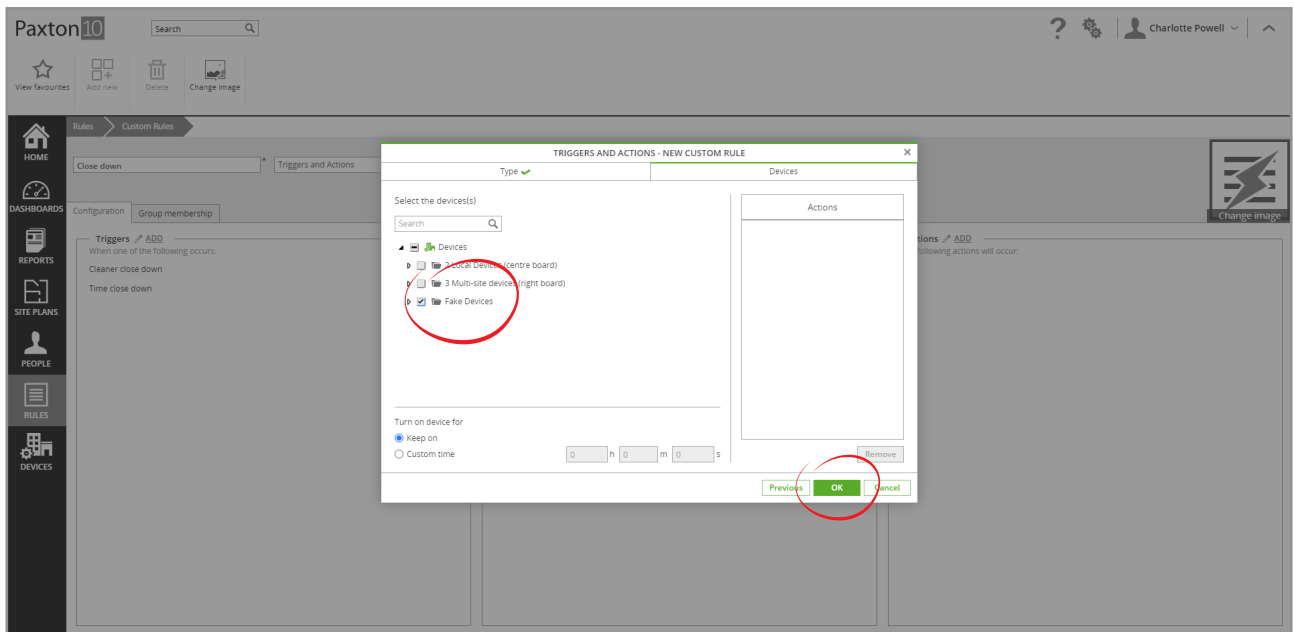 Paxton10
Search
Charlotte Powell
View favourites
Add new
Delete
Change image
HOME
DASHBOARDS
REPORTS
SITE PLANS
PEOPLE
RULES
DEVICES
Rules
Custom Rules
Close down
*
Triggers and Actions
Configuration
Group membership
Triggers ADD
When one of the following occurs:
Cleaner close down
Time close down
tions ADD
following actions will occur:
Change image
TRIGGERS AND ACTIONS - NEW CUSTOM RULE
Type
Devices
Select the devices(s)
Search
Devices
2 Local Devices (centre board)
3 Multi-site devices (right board)
Fake Devices
Actions
Turn on device for
Keep on
Custom time
0 h 0 m 0 s
Remove
Previous
OK
Cancel